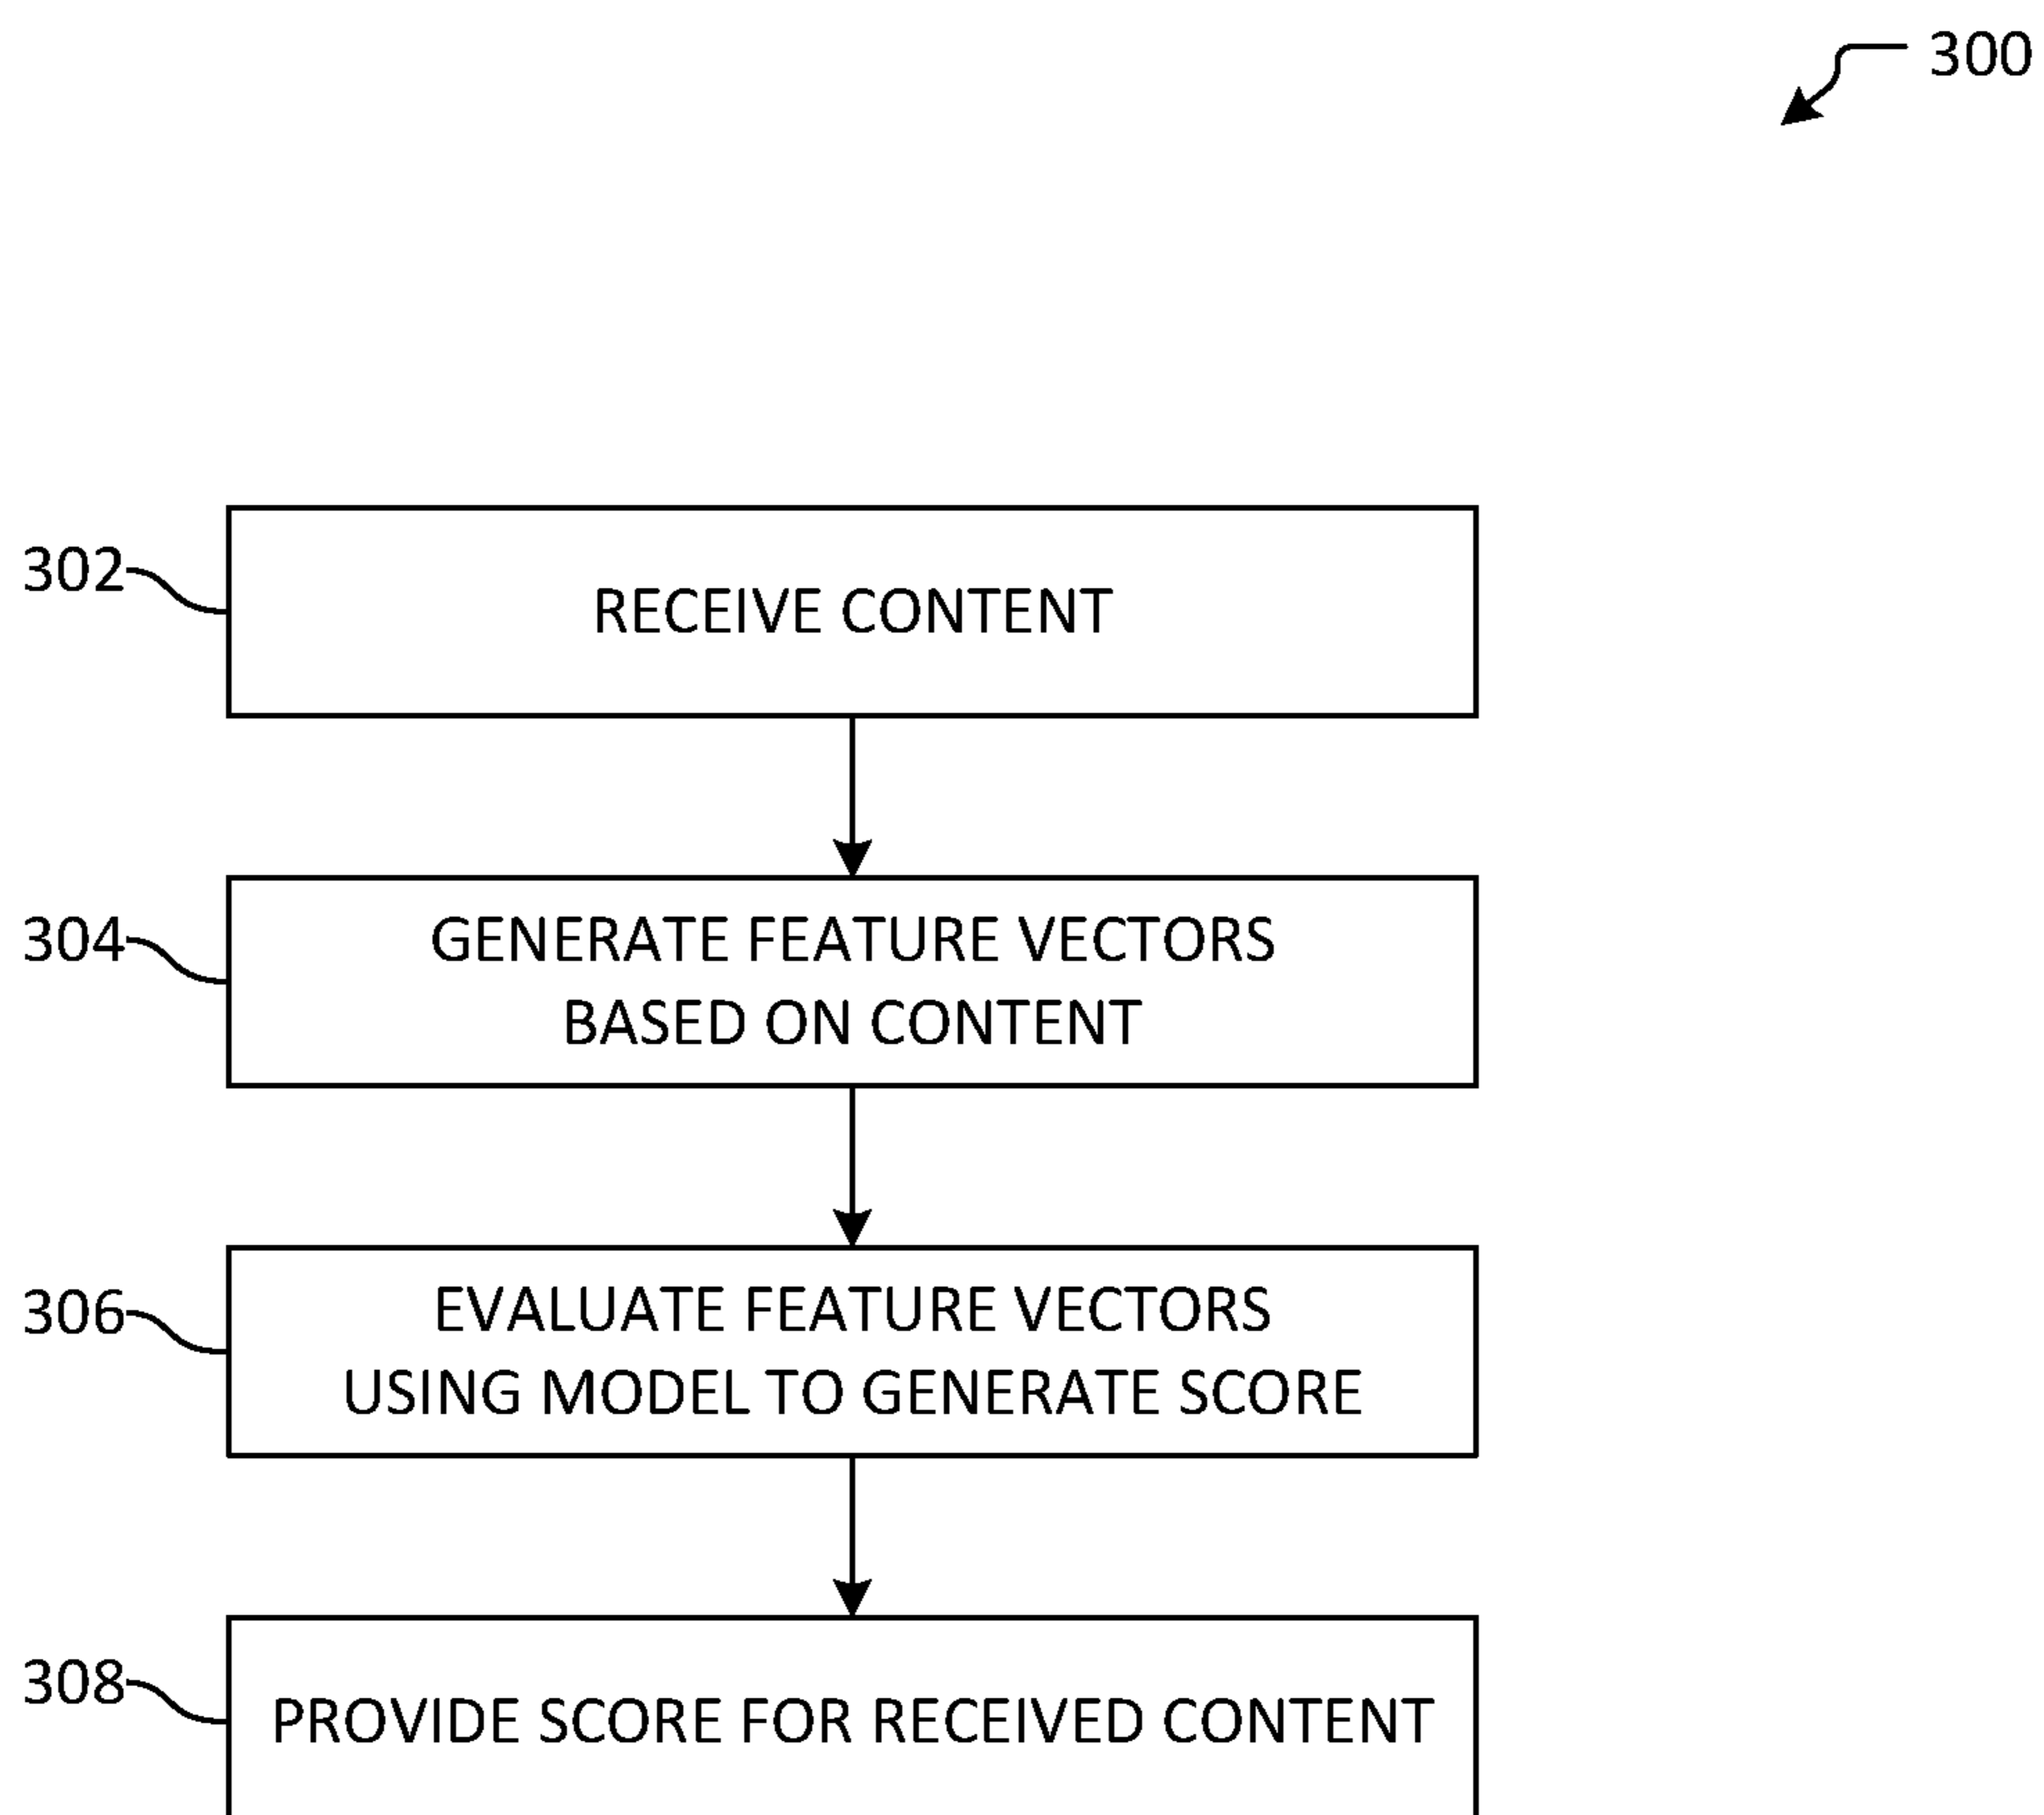 300
302
RECEIVE CONTENT
304
GENERATE FEATURE VECTORS
BASED ON CONTENT
306
EVALUATE FEATURE VECTORS
USING MODEL TO GENERATE SCORE
308
PROVIDE SCORE FOR RECEIVED CONTENT